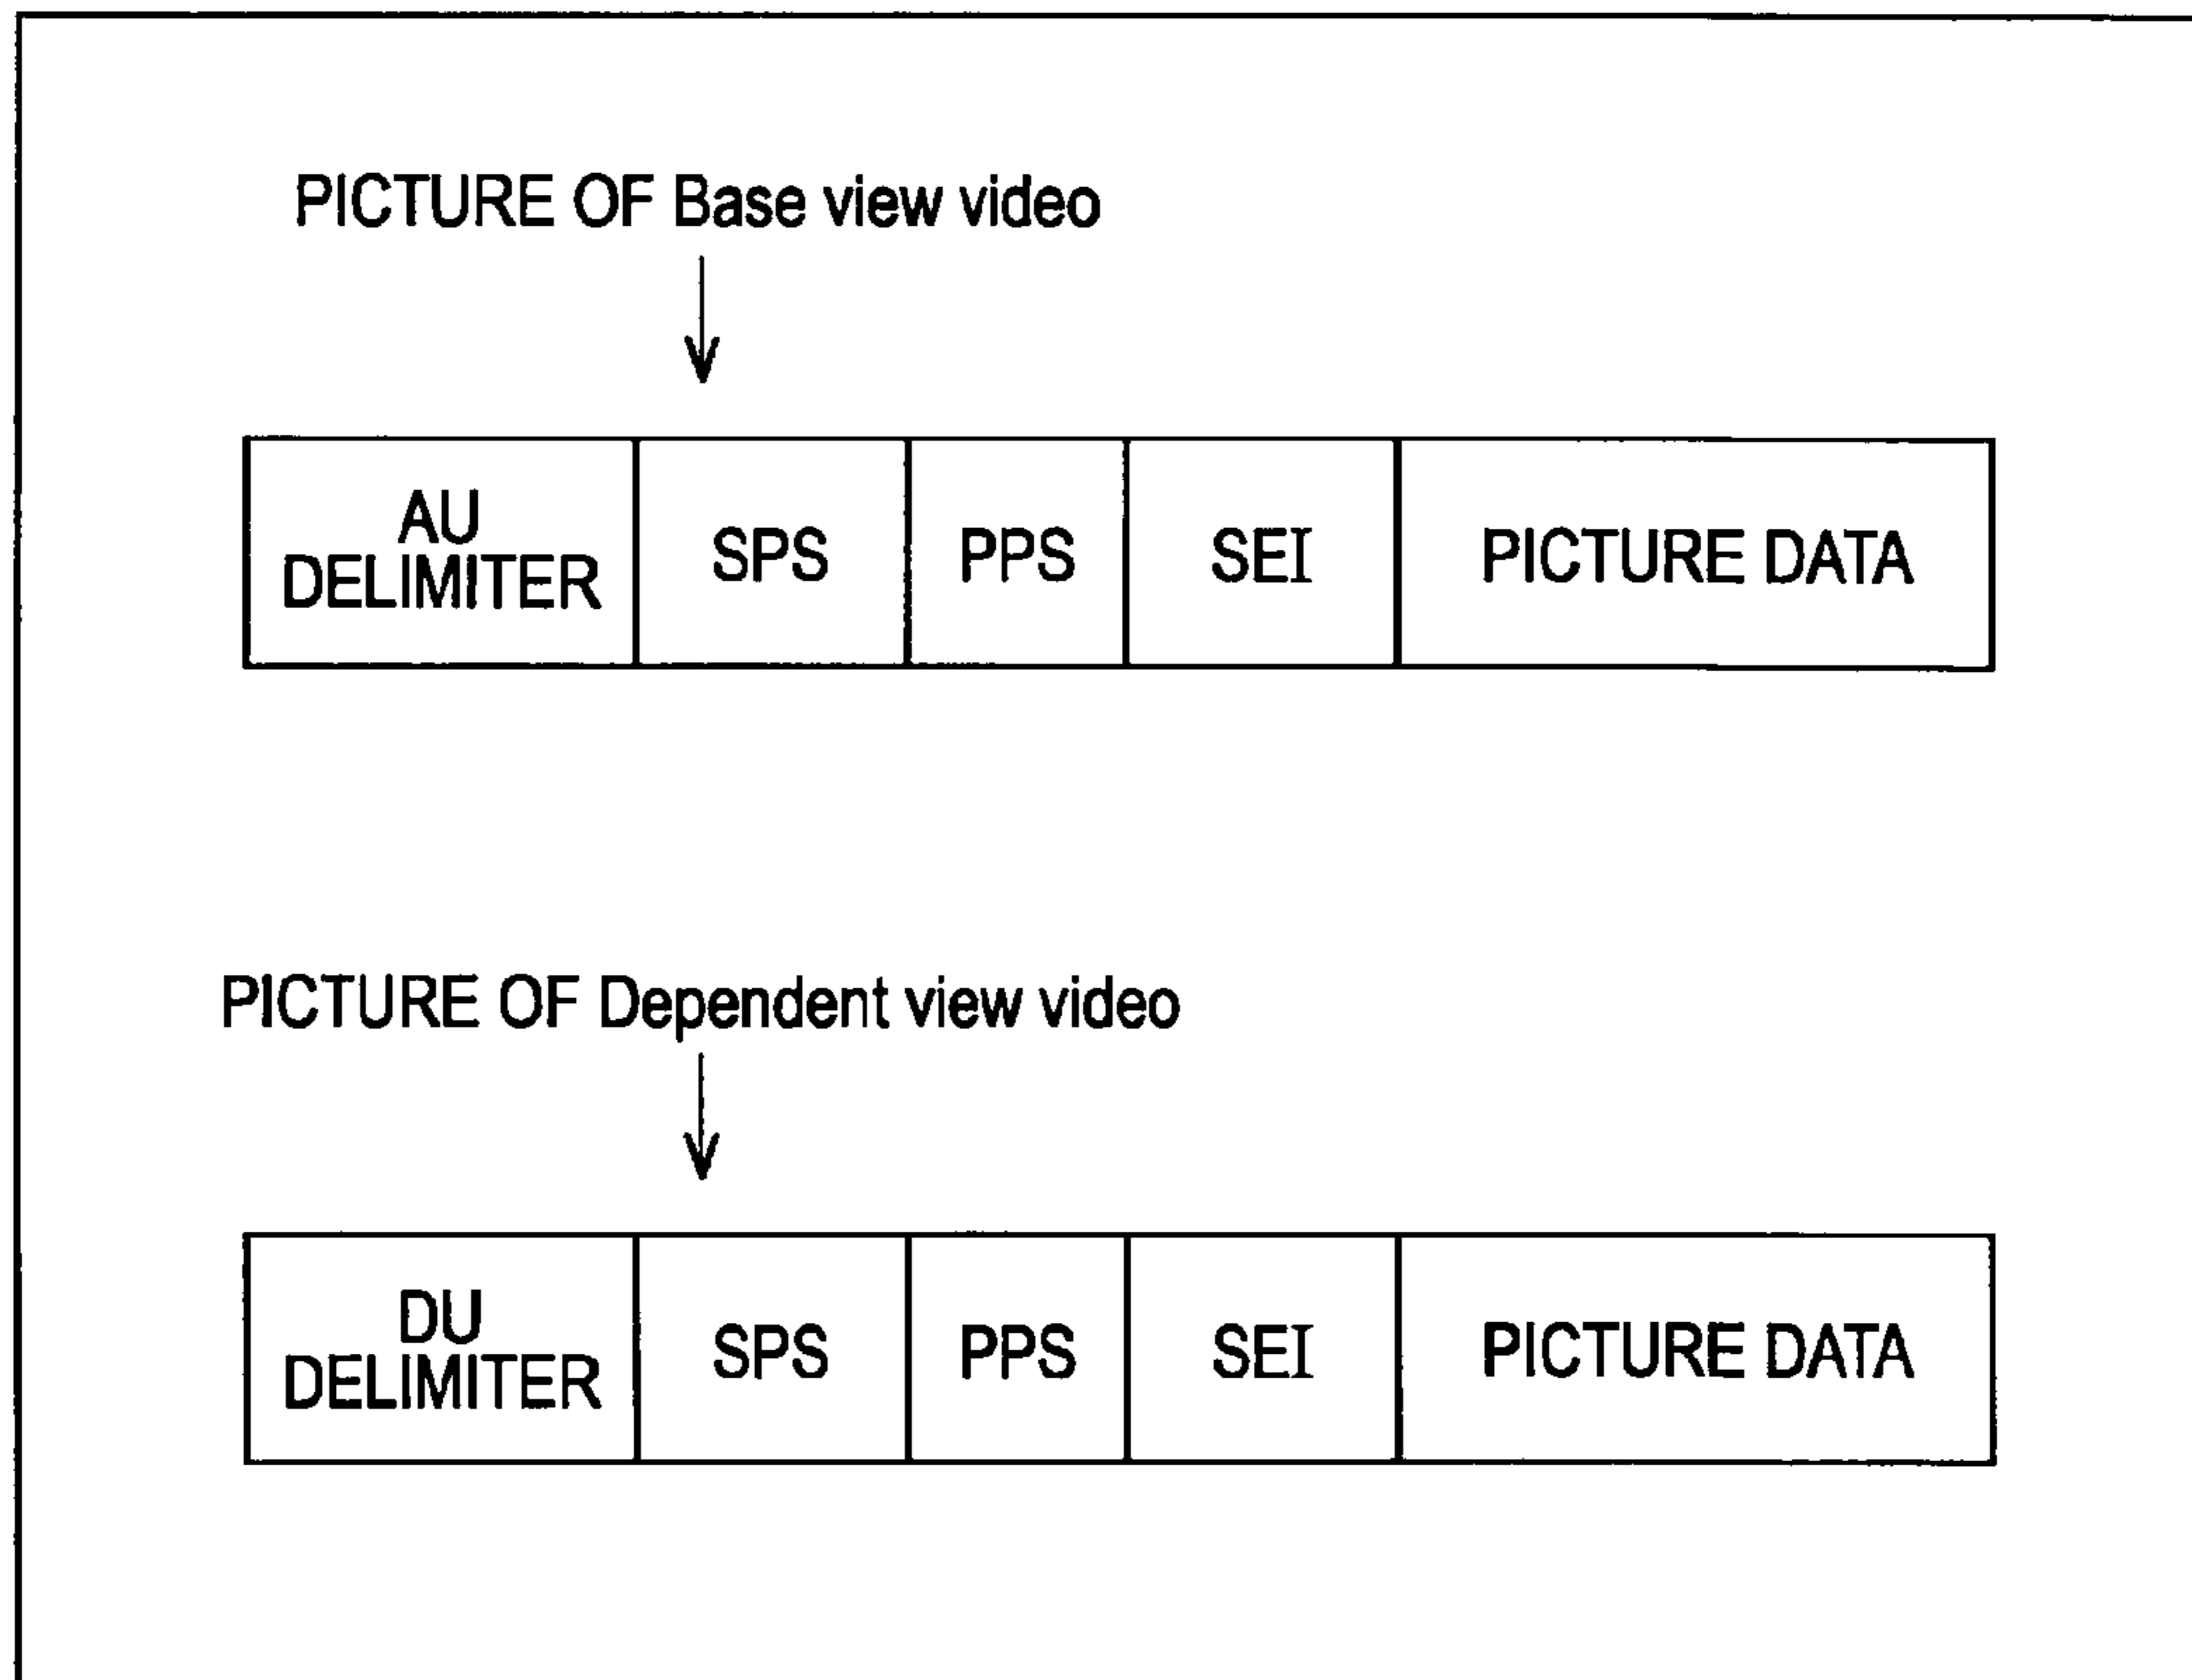 PICTURE OF Base view video
AU
DELIMITER
SPS
PPS
SEI
PICTURE DATA
PICTURE OF Dependent view video
DU
DELIMITER
SPS
PPS
SEI
PICTURE DATA